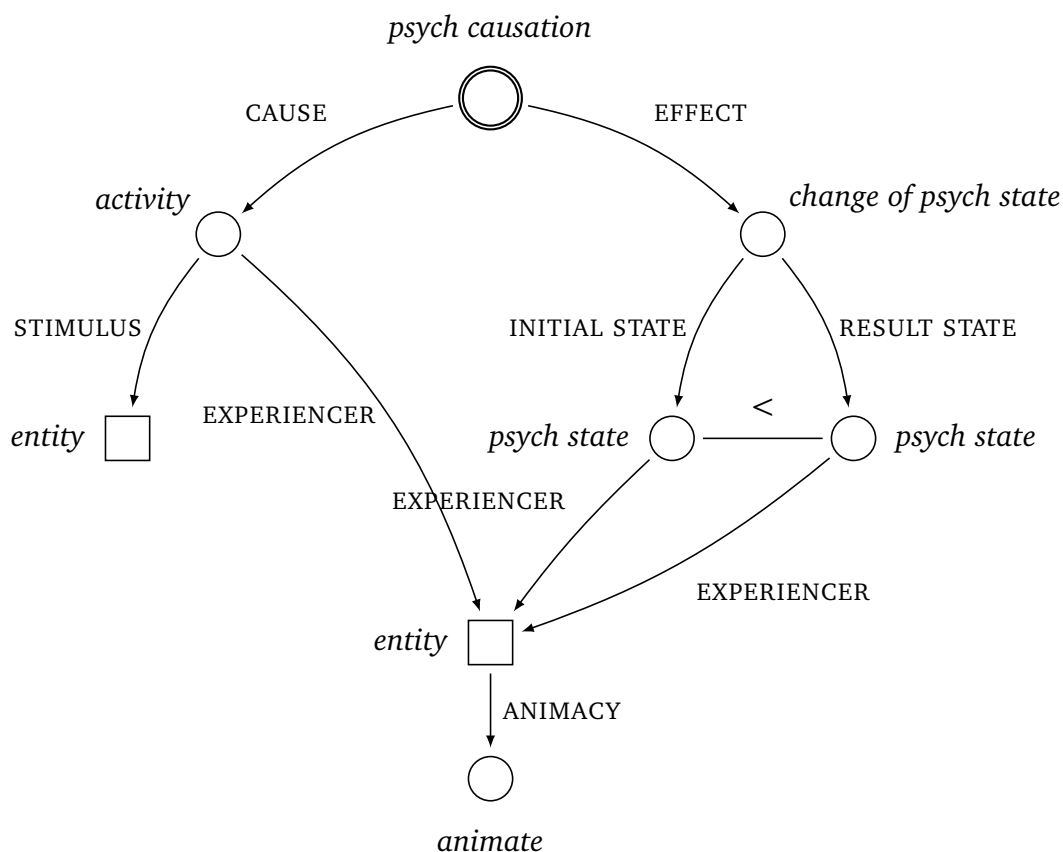 psych causation
CAUSE
EFFECT
activity
change of psych state
STIMULUS
INITIAL STATE
RESULT STATE
<
EXPERIENCER
entity
psych state
psych state
EXPERIENCER
EXPERIENCER
entity
ANIMACY
animate